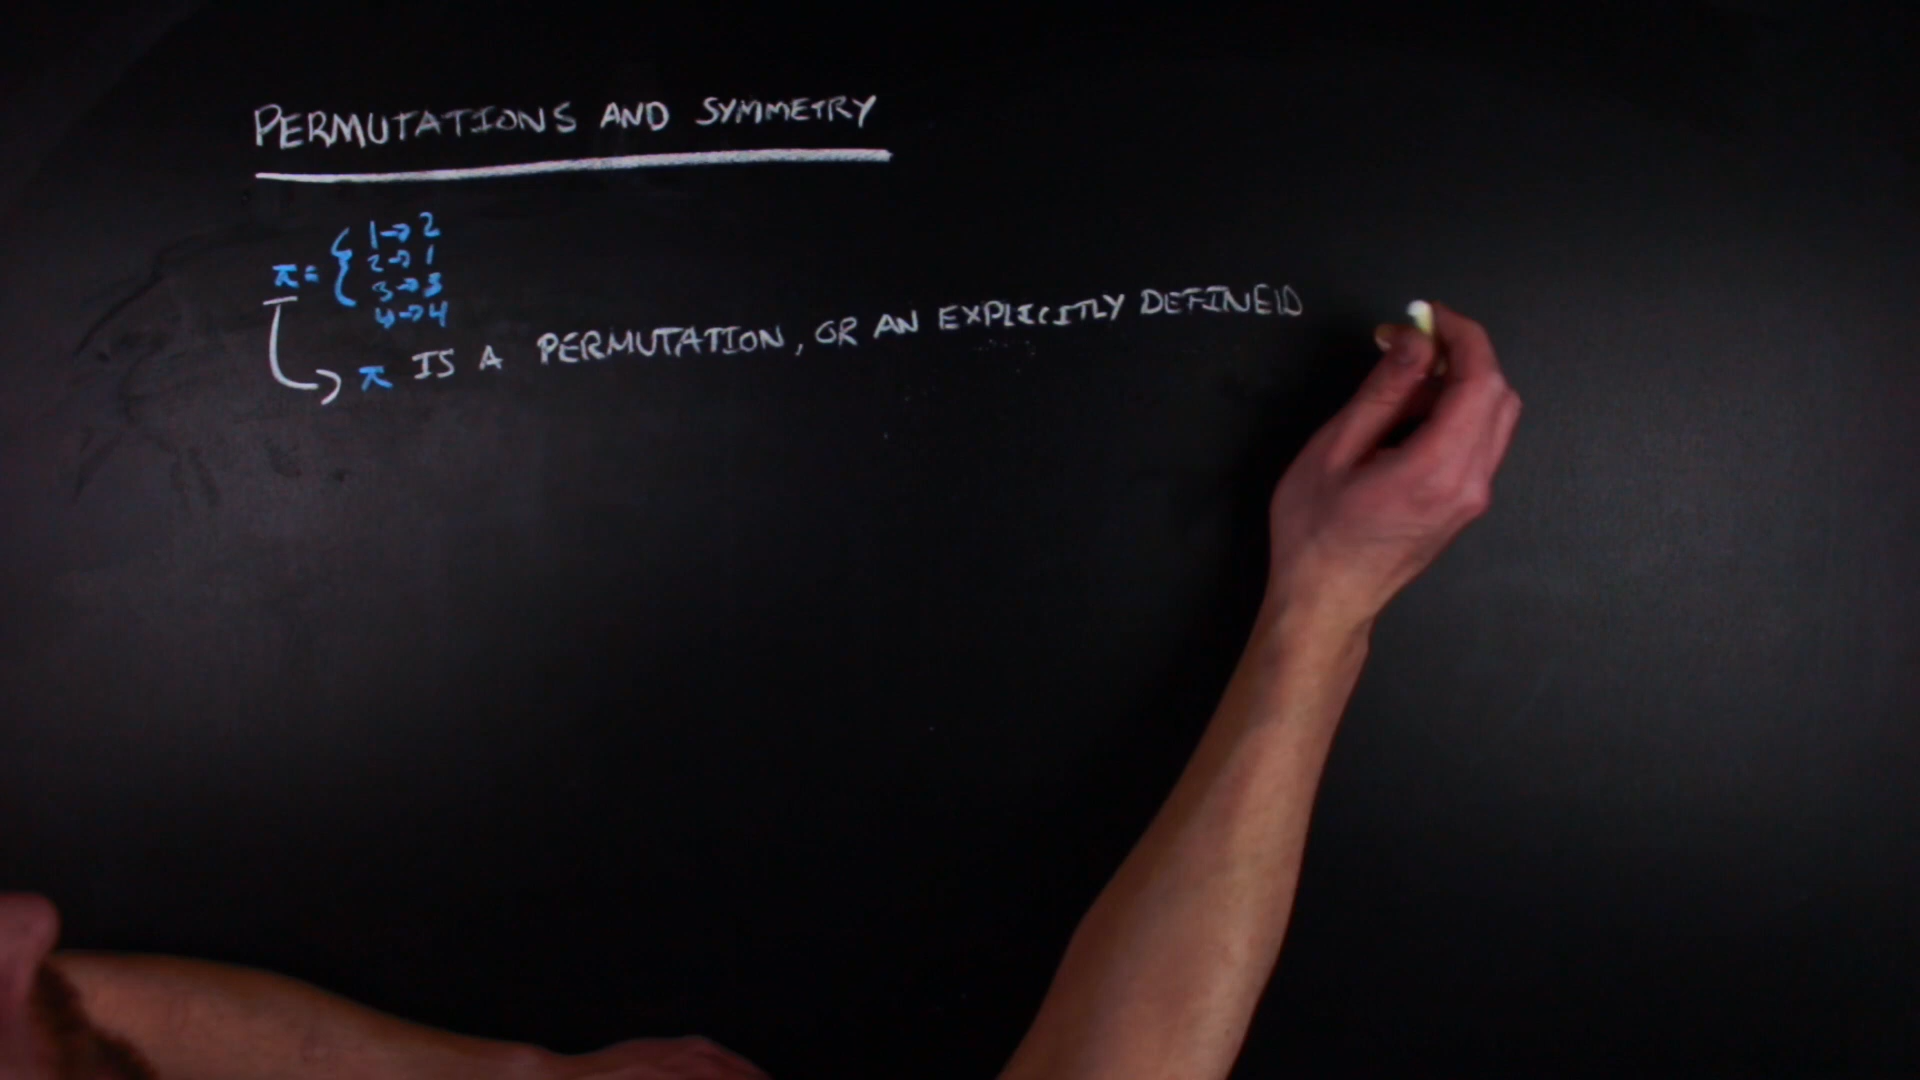 PERMUTATIONS AND SYMMETRY
π = { 1→2
2→1
3→3
4→4
π IS A PERMUTATION, OR AN EXPLICITLY DEFINED